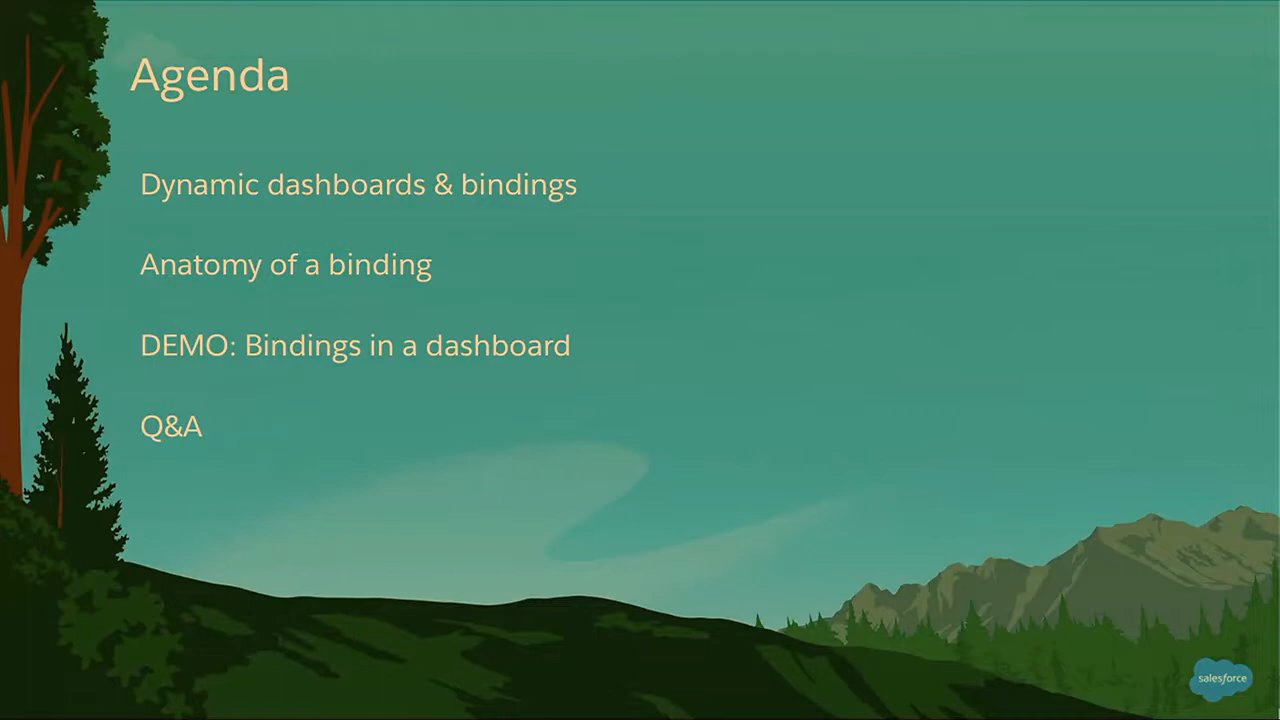 Agenda
Dynamic dashboards & bindings
Anatomy of a binding
DEMO: Bindings in a dashboard
Q&A
salesforce